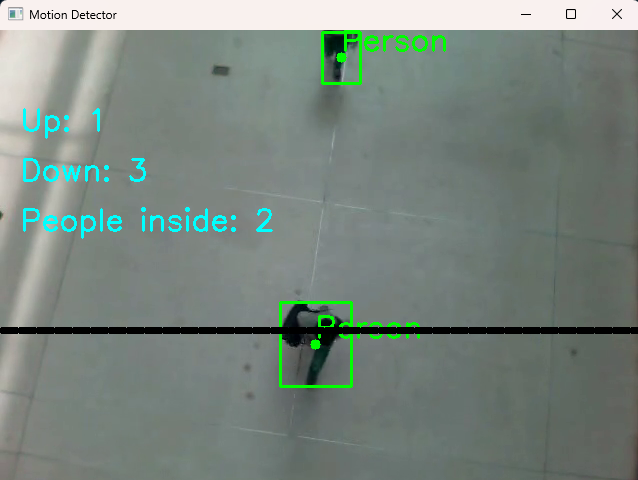 Motion Detector
Person
Up: 1
Down: 3
People inside: 2
Person